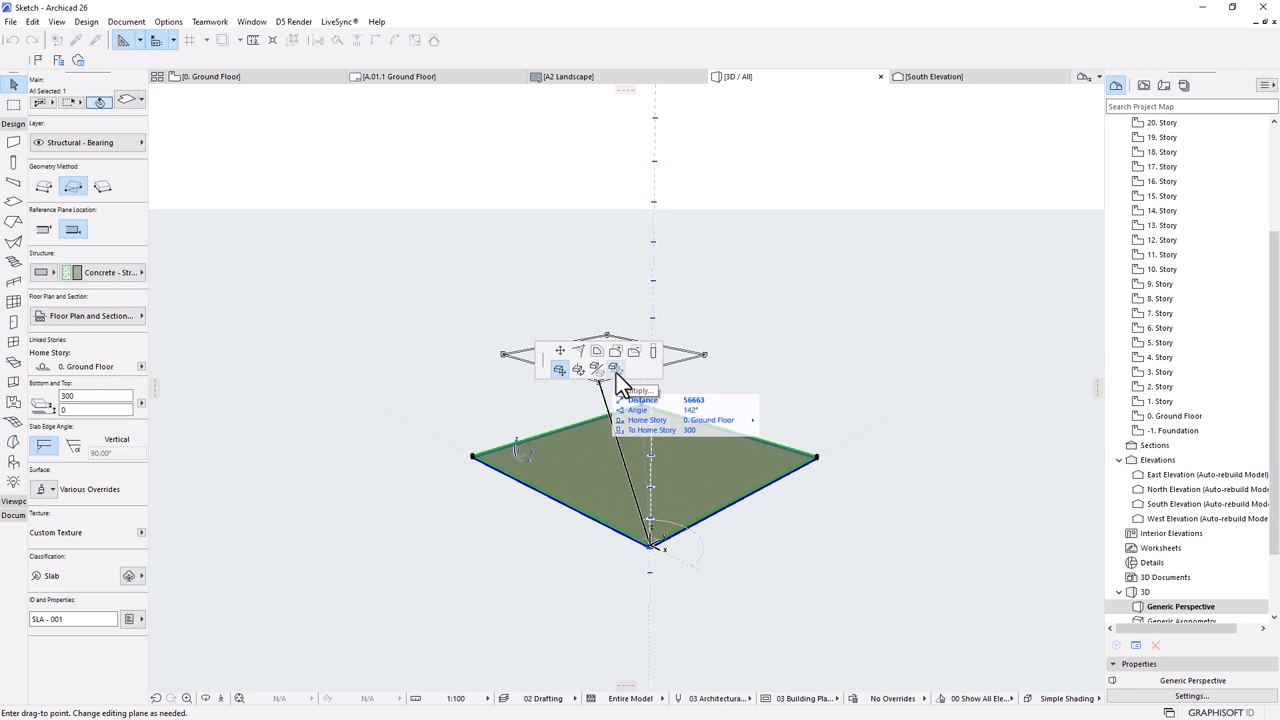 Sketch - Archicad 26
File Edit View Design Document Options Teamwork Window D5 Render LiveSync® Help
[0. Ground Floor]
[A.01.1 Ground Floor]
[A2 Landscape]
[3D / All]
[South Elevation]
Main:
All Selected: 1
Design
Layer:
Structural - Bearing
Geometry Method:
Reference Plane Location:
Structure:
Concrete - Str...
Floor Plan and Section:
Floor Plan and Section...
Linked Stories:
Home Story:
0. Ground Floor
Bottom and Top:
300
0
Slab Edge Angle:
Vertical
0.00°
Surface:
Various Overrides
Viewpo
Docum
Texture:
Custom Texture
Classification:
Slab
ID and Properties:
SLA - 001
Distance 56663
Angle 142°
Home Story 0. Ground Floor
To Home Story 300
z
y
x
Search Project Map
20. Story
19. Story
18. Story
17. Story
16. Story
15. Story
14. Story
13. Story
12. Story
11. Story
10. Story
9. Story
8. Story
7. Story
6. Story
5. Story
4. Story
3. Story
2. Story
1. Story
0. Ground Floor
-1. Foundation
Sections
Elevations
East Elevation (Auto-rebuild Model
North Elevation (Auto-rebuild Mode
South Elevation (Auto-rebuild Mode
West Elevation (Auto-rebuild Mode
Interior Elevations
Worksheets
Details
3D Documents
3D
Generic Perspective
Generic Axonometry
Properties
Generic Perspective
Settings...
N/A
N/A
1:100
02 Drafting
Entire Model
03 Architectura...
03 Building Pla...
No Overrides
00 Show All Ele...
Simple Shading
Enter drag-to point. Change editing plane as needed.
GRAPHISOFT ID